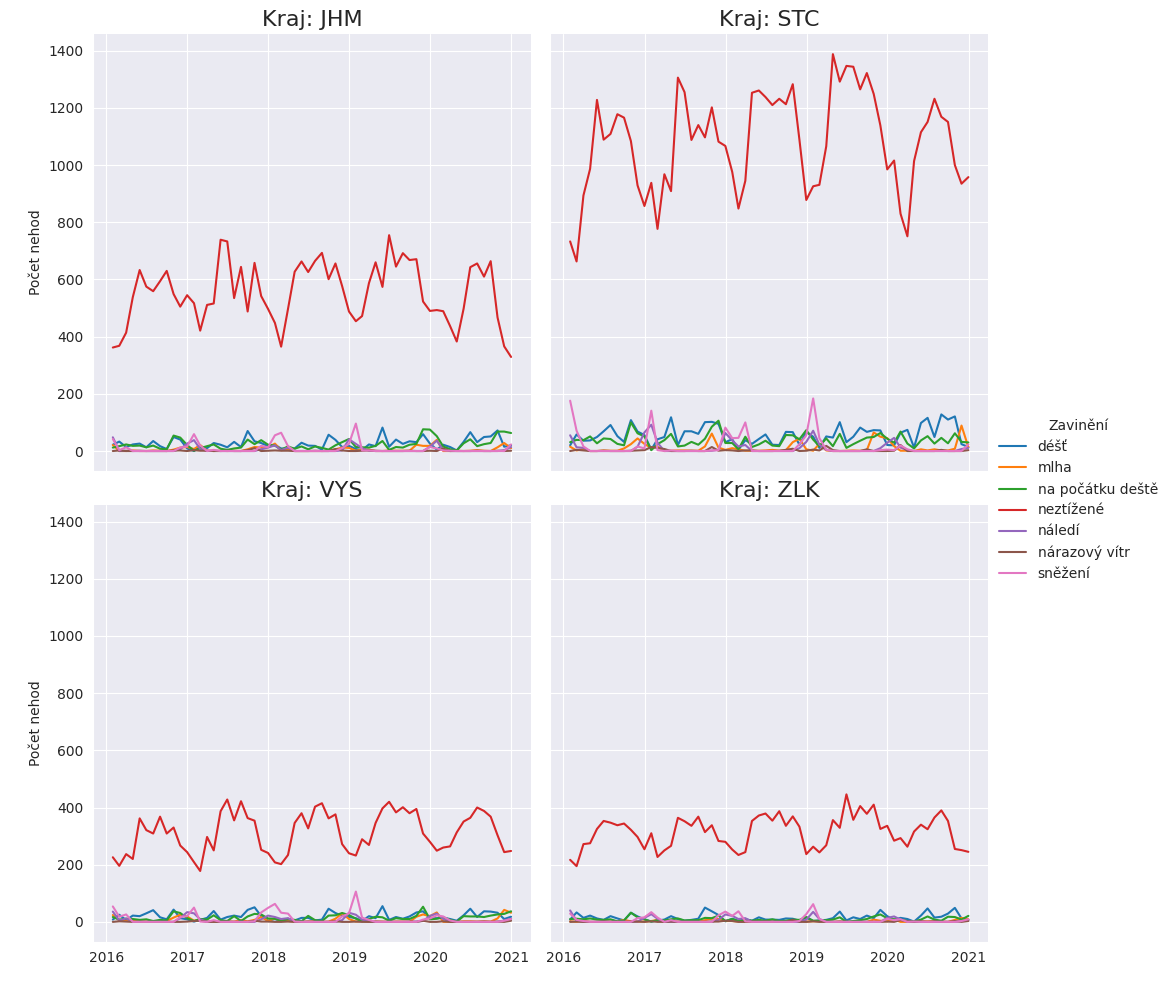 Kraj: JHM
Kraj: STC
1400
1200
1000
800
600
400
200
0
Počet nehod
Zavinění
déšť
mlha
na počátku deště
neztížené
náledí
nárazový vítr
sněžení
Kraj: VYS
Kraj: ZLK
1400
1200
1000
800
600
400
200
0
Počet nehod
2016 2017 2018 2019 2020 2021
2016 2017 2018 2019 2020 2021